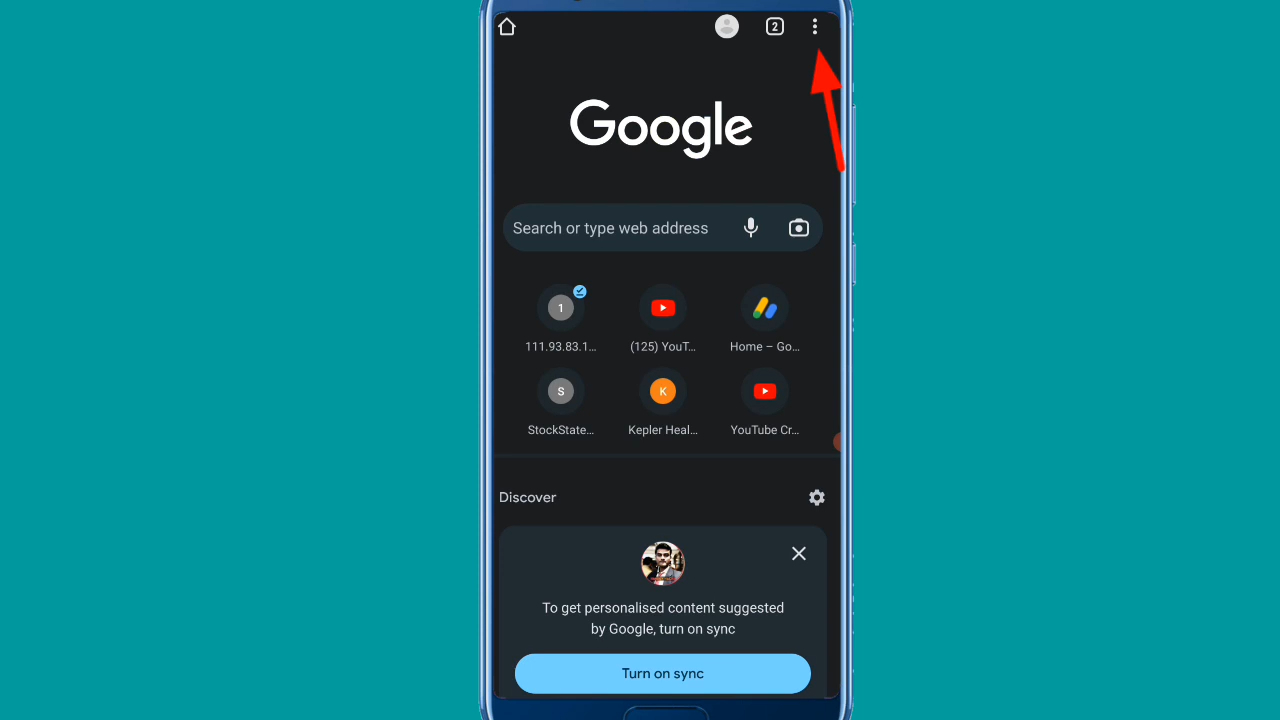 2
Google
Search or type web address
1
111.93.83.1...
(125) YouT...
Home – Go...
S
StockState...
K
Kepler Heal...
YouTube Cr...
Discover
To get personalised content suggested
by Google, turn on sync
Turn on sync